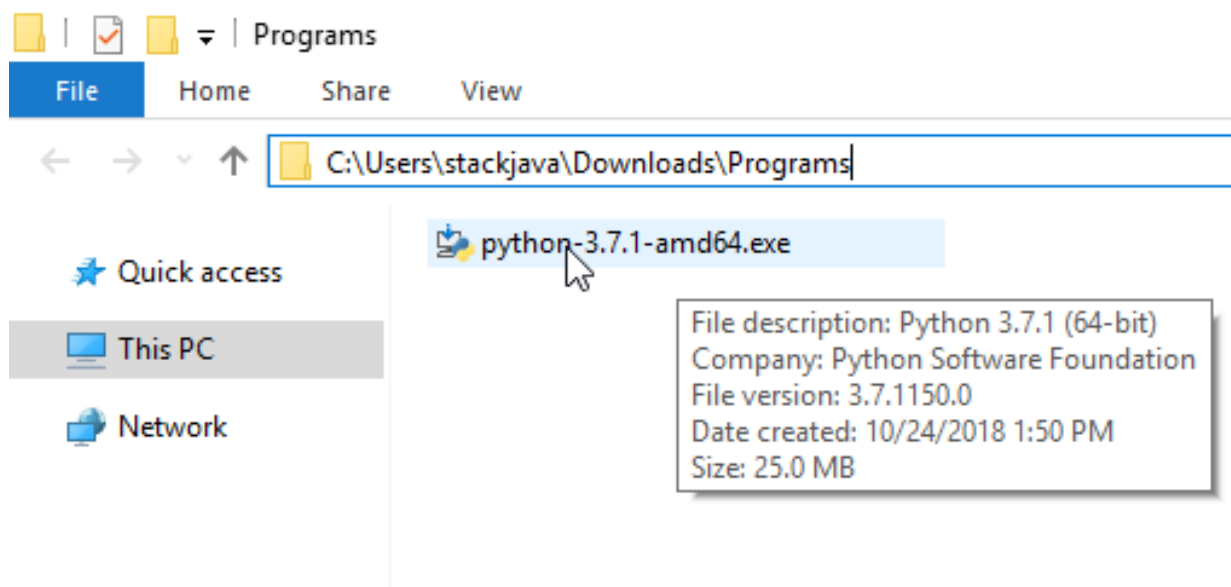 Programs
File Home Share View
C:\Users\stackjava\Downloads\Programs
python-3.7.1-amd64.exe
Quick access
This PC
Network
File description: Python 3.7.1 (64-bit)
Company: Python Software Foundation
File version: 3.7.1150.0
Date created: 10/24/2018 1:50 PM
Size: 25.0 MB